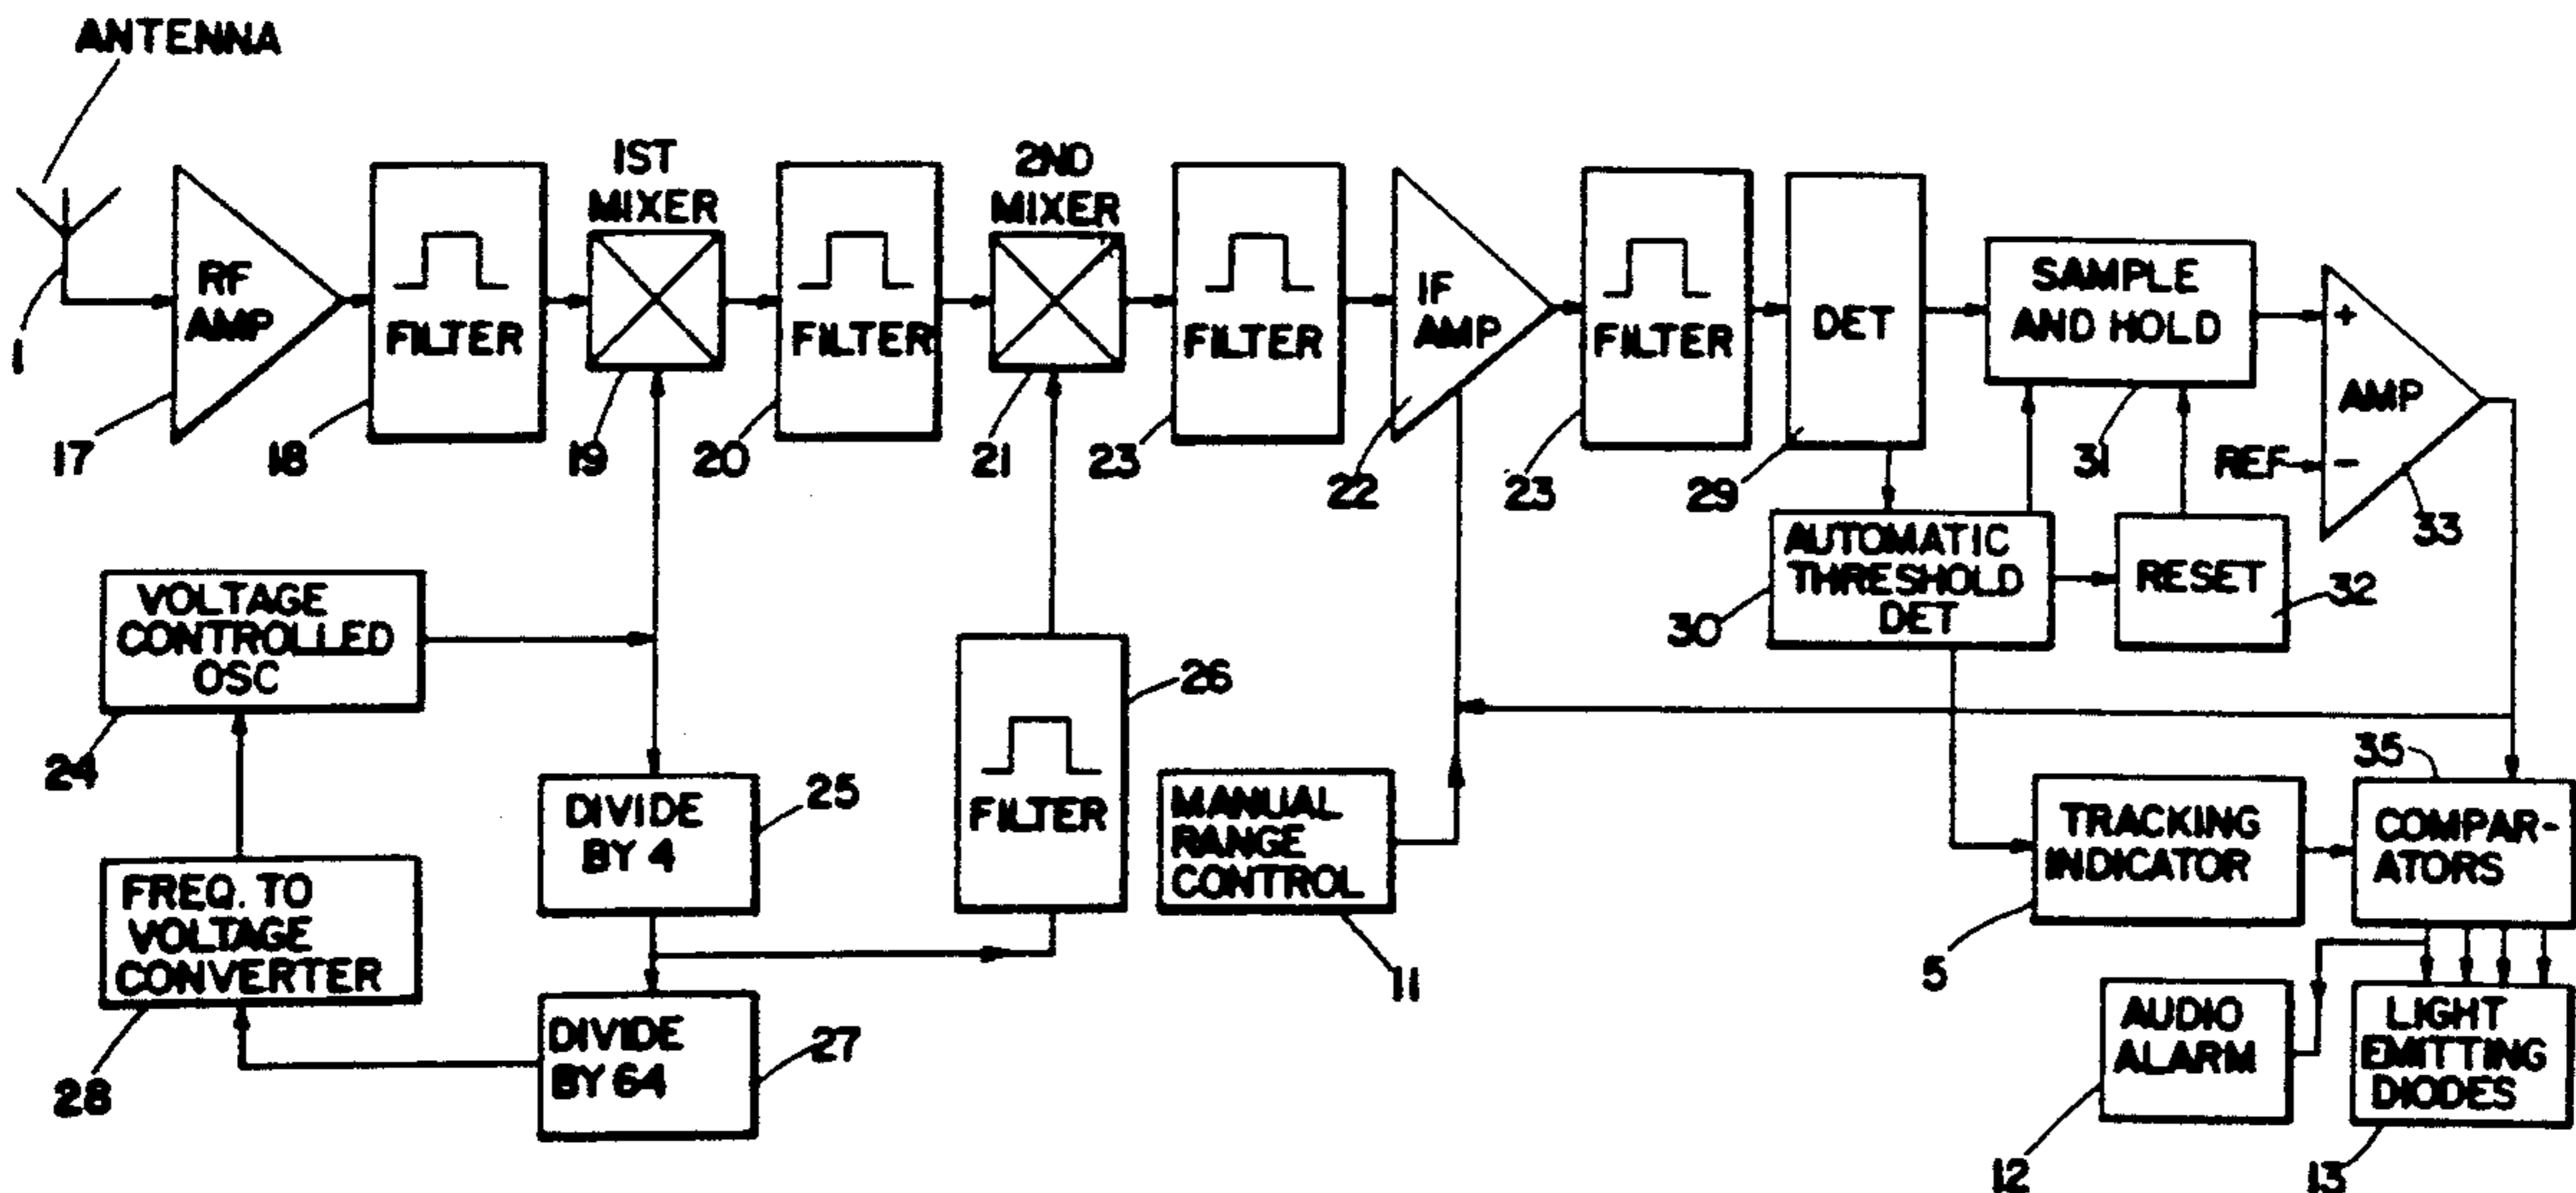 ANTENNA
1
RF
AMP
17
FILTER
18
1ST
MIXER
19
FILTER
20
2ND
MIXER
21
FILTER
23
IF
AMP
22
FILTER
23
DET
29
SAMPLE
AND HOLD
31
+
AMP
REF
-
33
AUTOMATIC
THRESHOLD
DET
30
RESET
32
VOLTAGE
CONTROLLED
OSC
24
DIVIDE
BY 4
25
FILTER
26
MANUAL
RANGE
CONTROL
11
TRACKING
INDICATOR
5
35
COMPAR-
ATORS
FREQ. TO
VOLTAGE
CONVERTER
28
DIVIDE
BY 64
27
AUDIO
ALARM
12
LIGHT
EMITTING
DIODES
13